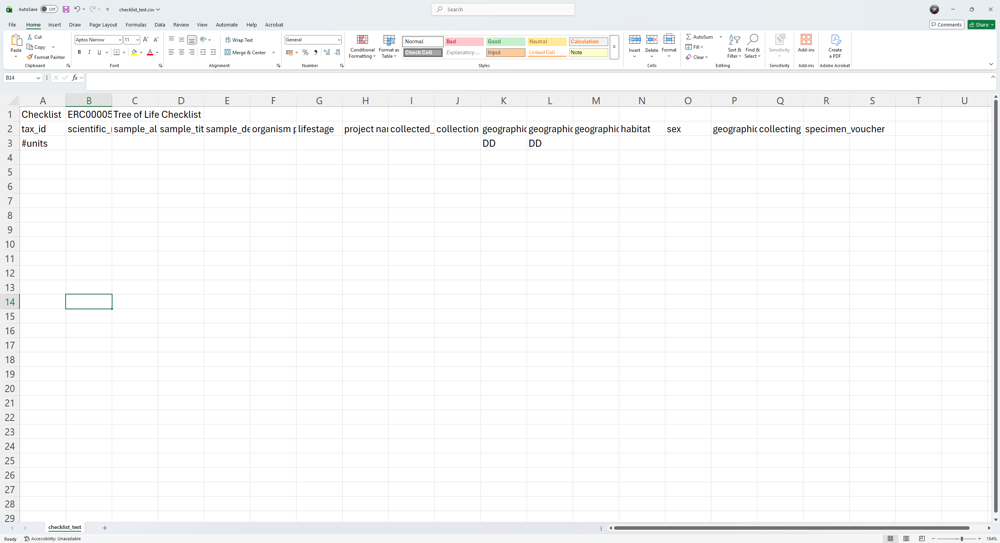 AutoSave Off checklist_test.csv Search
File Home Insert Draw Page Layout Formulas Data Review View Automate Help Acrobat Comments Share
Paste Cut Copy Format Painter Clipboard
Aptos Narrow 11 A A B I U A Font
Wrap Text Merge & Center Alignment
General % Number
Conditional Formatting Format as Table
Normal Bad Good Neutral Calculation
Check Cell Explanatory... Input Linked Cell Note
Styles
Insert Delete Format Cells
AutoSum Fill Clear Sort & Filter Find & Select Editing
Sensitivity Sensitivity
Add-ins Add-ins
Create a PDF Adobe Acrobat
B14 fx
A B C D E F G H I J K L M N O P Q R S T U
1 Checklist ERC00005 Tree of Life Checklist
2 tax_id scientific_ sample_al sample_tit sample_de organism p lifestage project nar collected_ collection geographic geographic geographic habitat sex geographic collecting specimen_voucher
3 #units DD DD
4
5
6
7
8
9
10
11
12
13
14
15
16
17
18
19
20
21
22
23
24
25
26
27
28
29
checklist_test
Ready Accessibility: Unavailable 184%